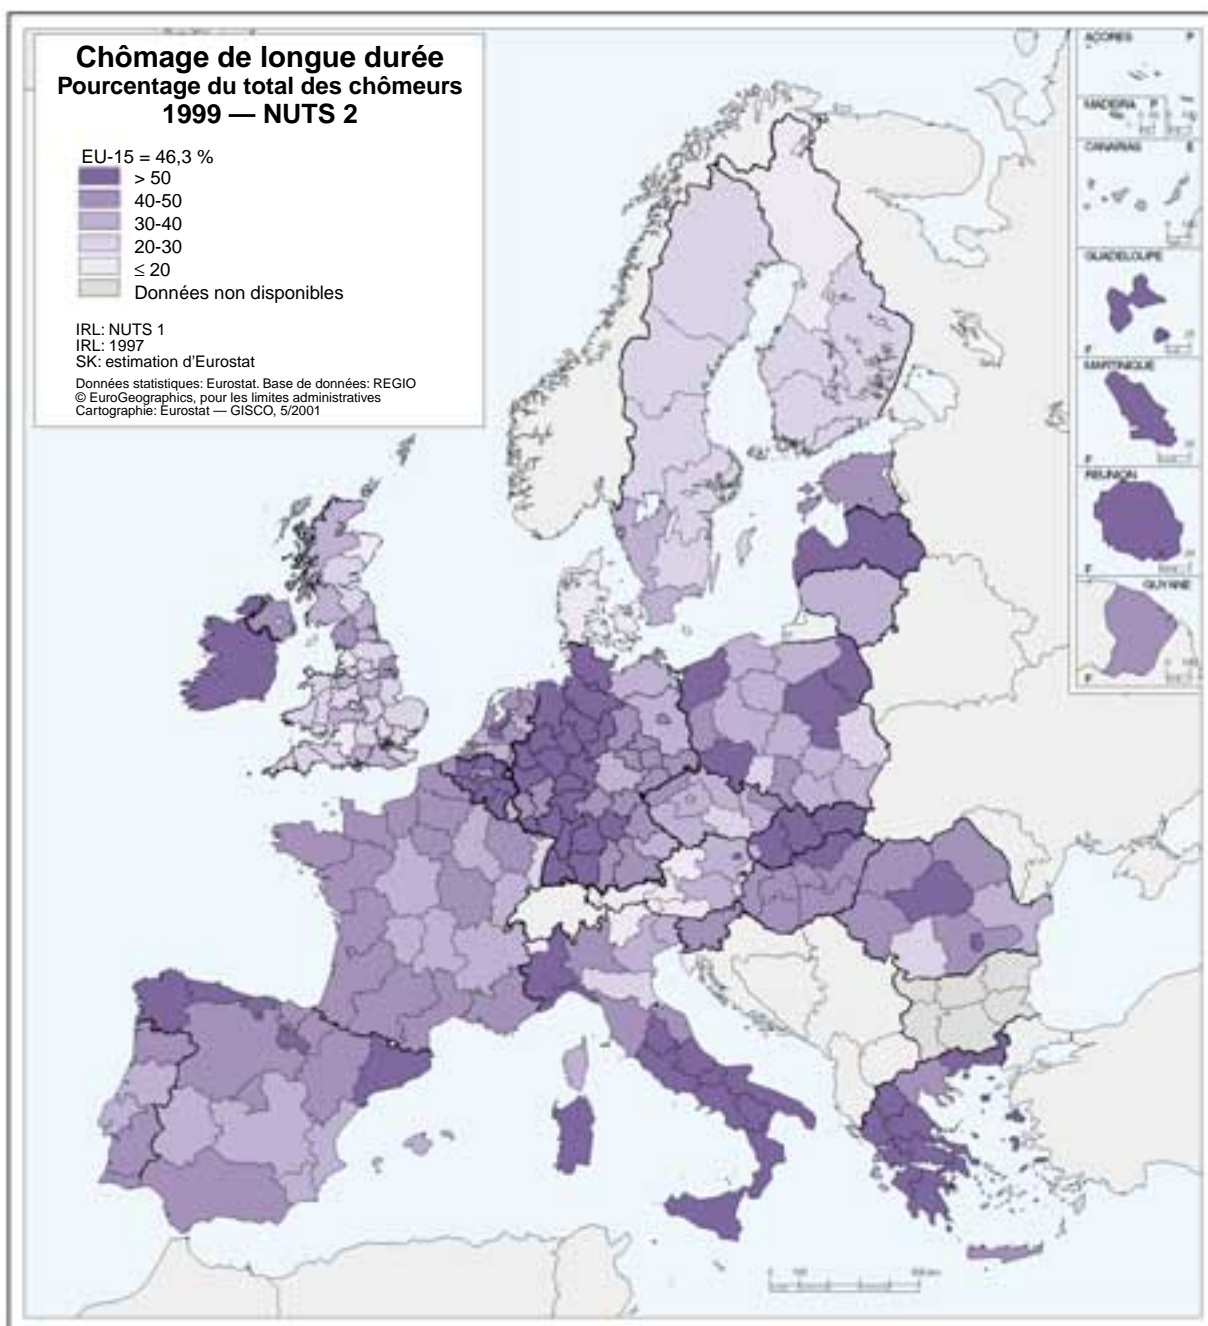 Chômage de longue durée
Pourcentage du total des chômeurs
1999 — NUTS 2
EU-15 = 46,3 %
> 50
40-50
30-40
20-30
≤ 20
Données non disponibles
IRL: NUTS 1
IRL: 1997
SK: estimation d’Eurostat
Données statistiques: Eurostat. Base de données: REGIO
© EuroGeographics, pour les limites administratives
Cartographie: Eurostat — GISCO, 5/2001
AÇORES P
MADEIRA P
CANARIAS E
GUADELOUPE
F
MARTINIQUE
F
REUNION
F
GUYANE
F
0 100